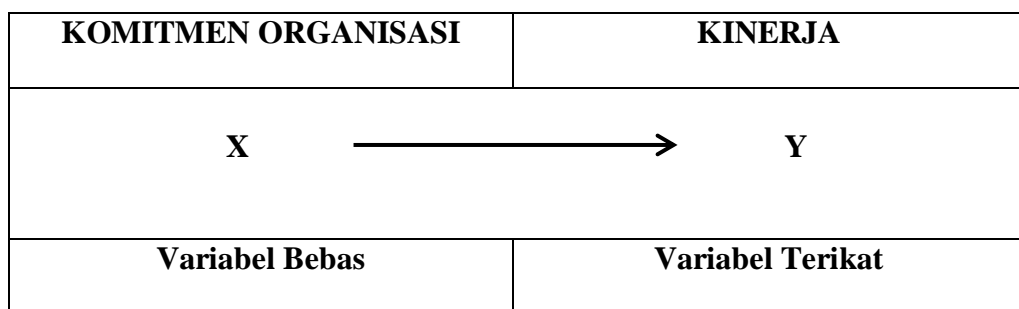 KOMITMEN ORGANISASI KINERJA
X Y
Variabel Bebas Variabel Terikat